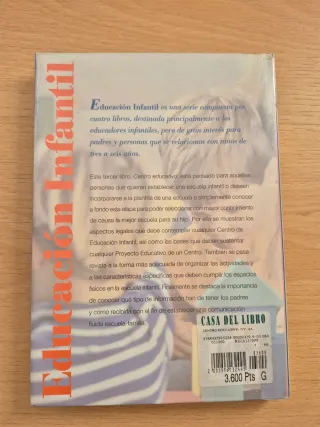 Educación Infantil
Educación Infantil es una serie compuesta por
cuatro libros, destinada principalmente a los
educadores infantiles, pero de gran interés para
padres y personas que se relacionan con niños de
tres a seis años.
Este tercer libro, Centro educativo, está pensado para aquellas
personas que quieren establecer una escuela infantil o desean
incorporarse a la plantilla de una escuela o simplemente conocer
a fondo esta etapa para poder seleccionar con mayor conocimiento
de causa la mejor escuela para su hijo. Por ello se muestran los
aspectos legales que debe contemplar cualquier Centro de
Educación Infantil, así como las bases que deben sustentar
cualquier Proyecto Educativo de un Centro. También se pasa
revista a la forma más adecuada de organizar las actividades y
a las características específicas que deben cumplir los espacios
físicos en la escuela infantil. Finalmente se destaca la importancia
de conocer qué tipo de información han de tener los padres
y cómo recibirla con el fin de establecer una comunicación
fluida escuela-familia.
CASA DEL LIBRO
3.600 Pts G